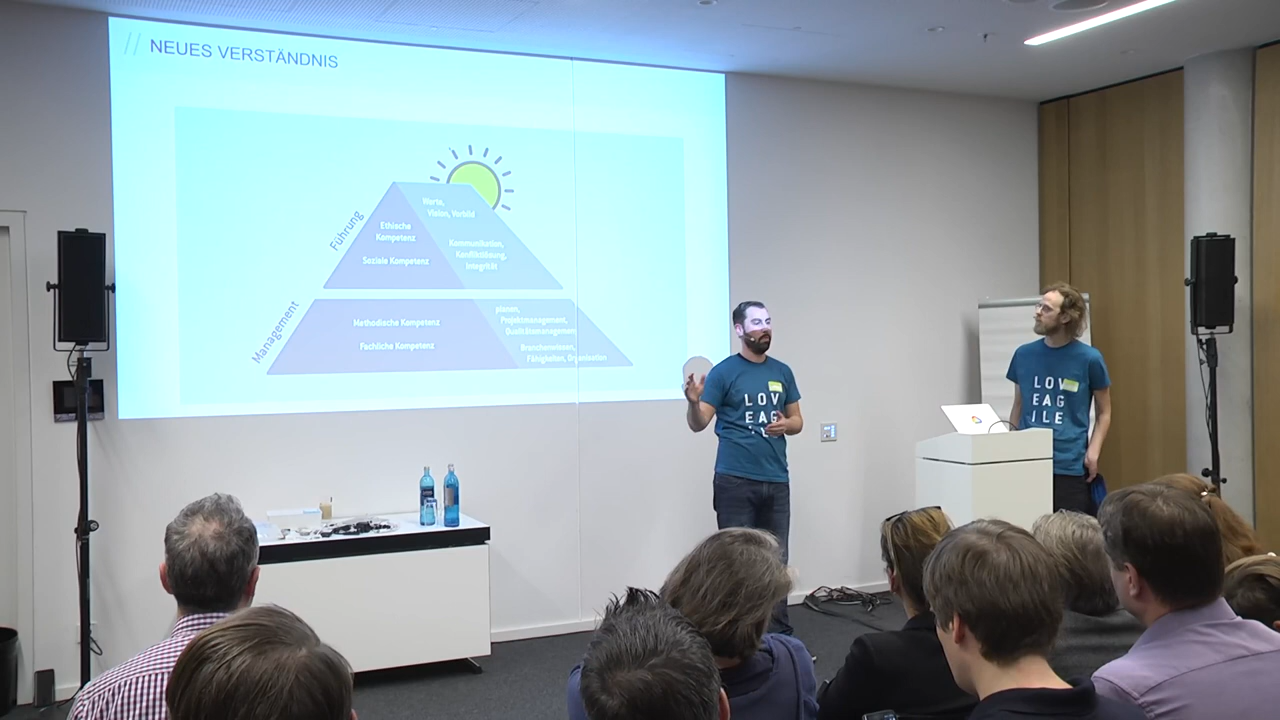 // NEUES VERSTÄNDNIS
Führung
Ethische
Kompetenz
Soziale Kompetenz
Werte,
Vision, Vorbild
Kommunikation,
Konfliktlösung,
Integrität
Management
Methodische Kompetenz
Fachliche Kompetenz
planen,
Projektmanagement,
Qualitätsmanagement
Branchenwissen,
Fähigkeiten, Organisation
LOV
EAG
ILE
LOV
EAG
ILE